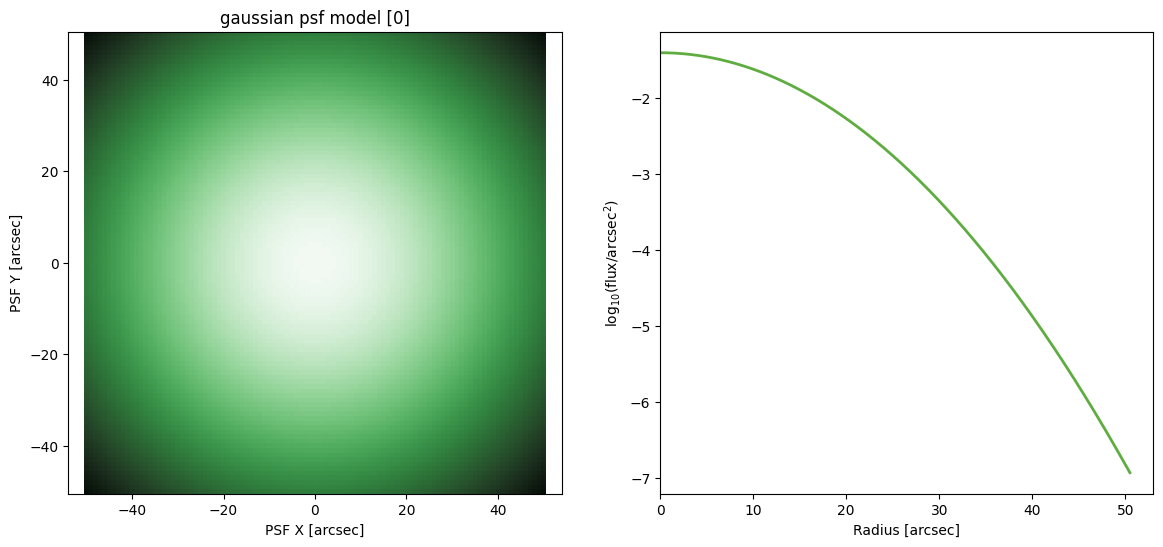 gaussian psf model [0]
PSF Y [arcsec]
40
20
0
−20
−40
−40 −20 0 20 40
PSF X [arcsec]
log₁₀(flux/arcsec²)
−2
−3
−4
−5
−6
−7
0 10 20 30 40 50
Radius [arcsec]